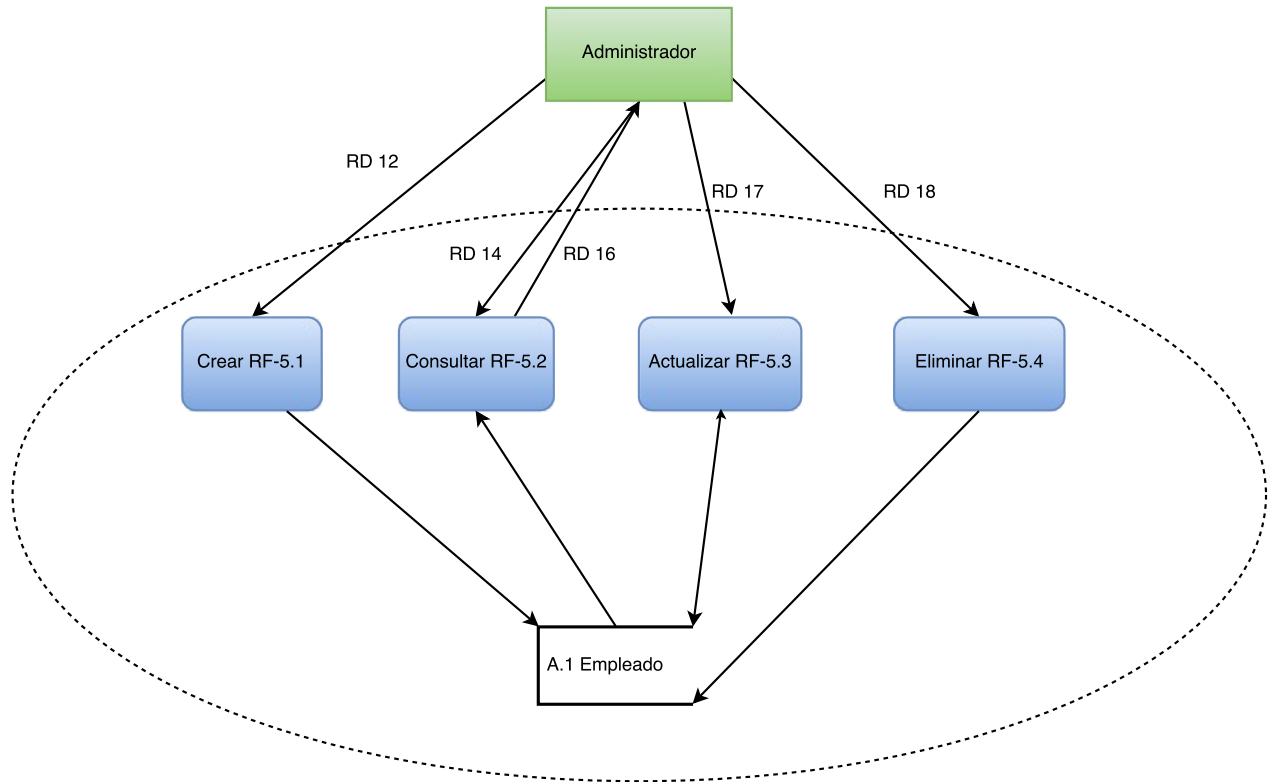 Administrador
RD 12
RD 17
RD 18
RD 14
RD 16
Crear RF-5.1
Consultar RF-5.2
Actualizar RF-5.3
Eliminar RF-5.4
A.1 Empleado